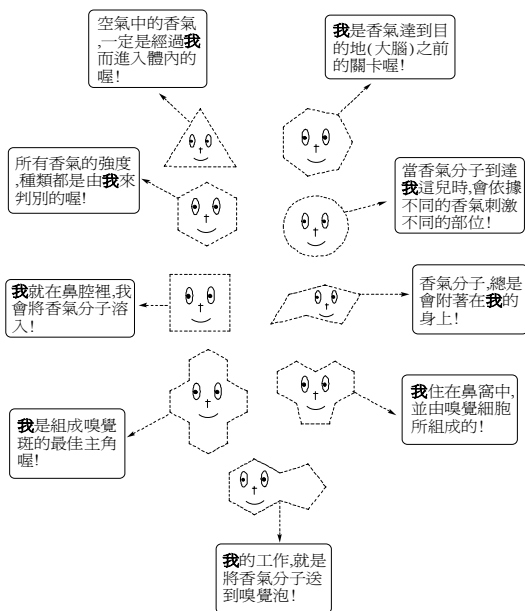 空氣中的香氣
,一定是經過我
而進入體內的
喔!
我是香氣達到目
的地(大腦)之前
的關卡喔!
所有香氣的強度
,種類都是由我來
判別的喔!
當香氣分子到達
我這兒時,會依據
不同的香氣刺激
不同的部位!
我就在鼻腔裡,我
會將香氣分子溶
入!
香氣分子,總是
會附著在我的
身上!
我是組成嗅覺
斑的最佳主角
喔!
我住在鼻窩中,
並由嗅覺細胞
所組成的!
我的工作,就是
將香氣分子送
到嗅覺泡!